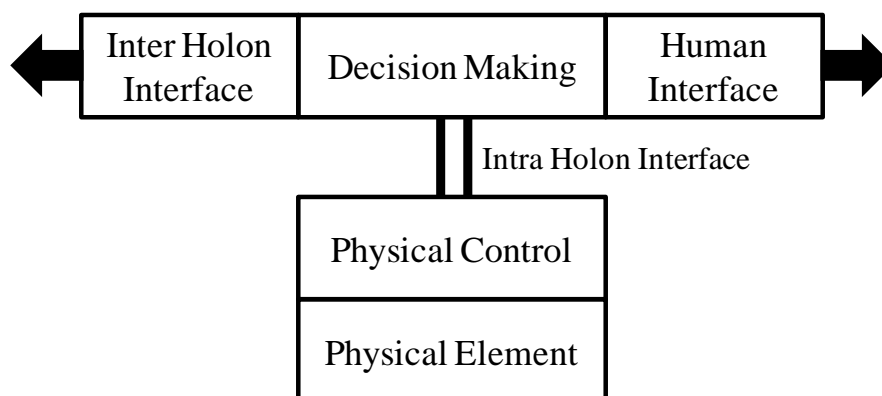 Inter Holon
Interface
Decision Making
Human
Interface
Intra Holon Interface
Physical Control
Physical Element